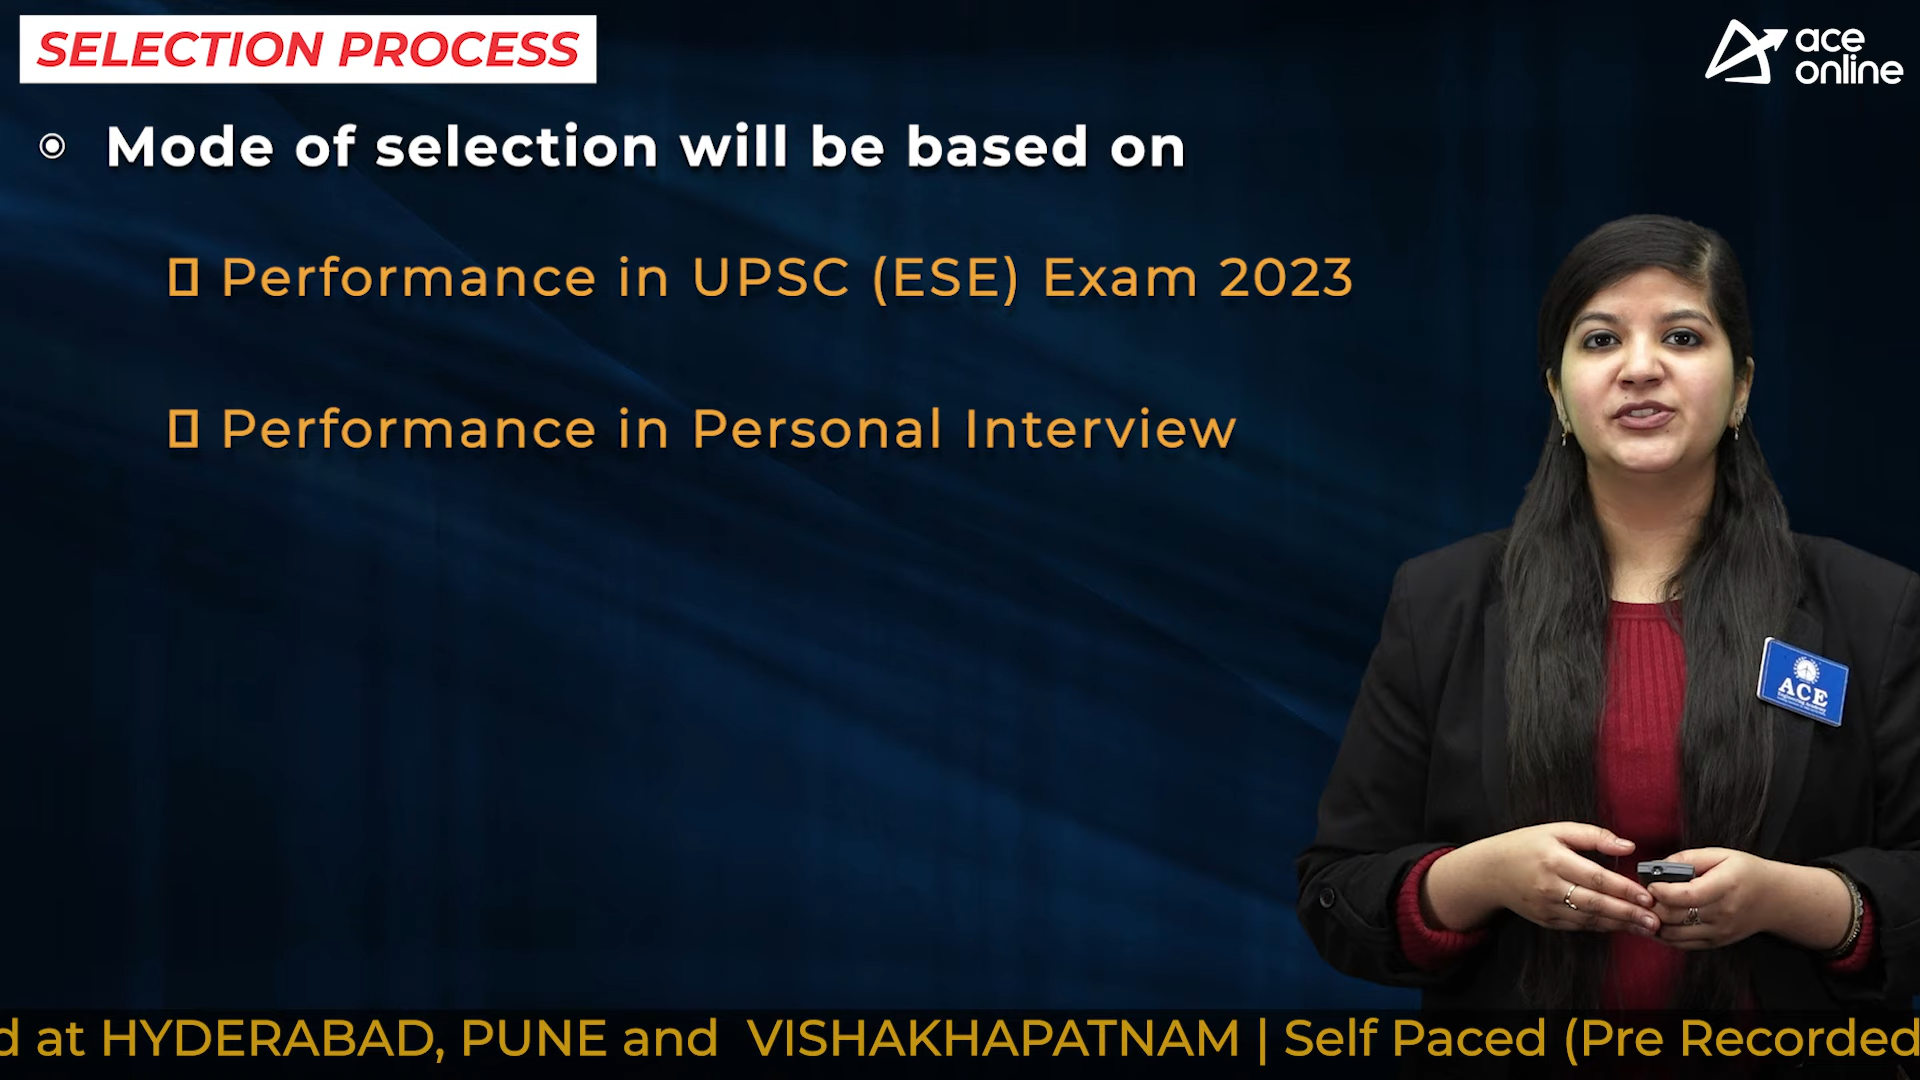 SELECTION PROCESS
ace
online
Mode of selection will be based on
Performance in UPSC (ESE) Exam 2023
Performance in Personal Interview
ACE
d at HYDERABAD, PUNE and VISHAKHAPATNAM | Self Paced (Pre Recorded